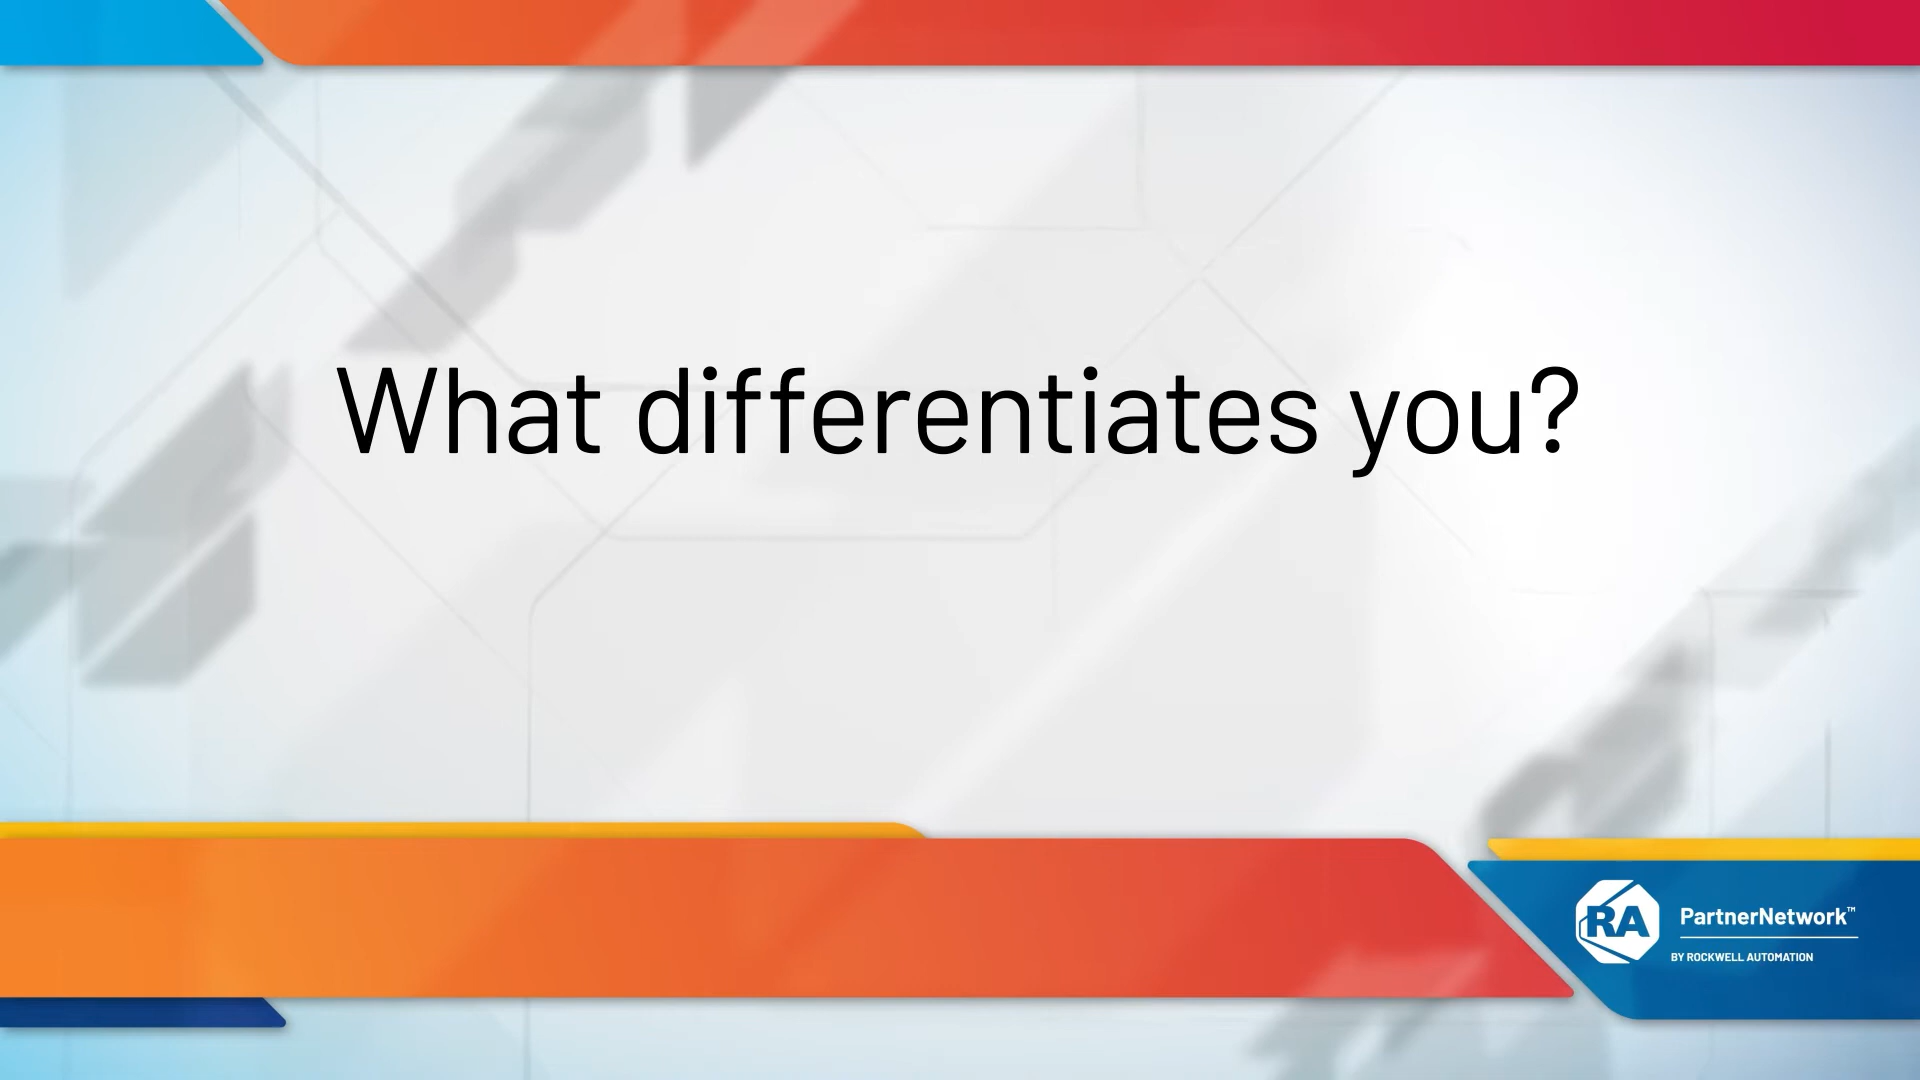 What differentiates you?
RA
PartnerNetwork™
BY ROCKWELL AUTOMATION